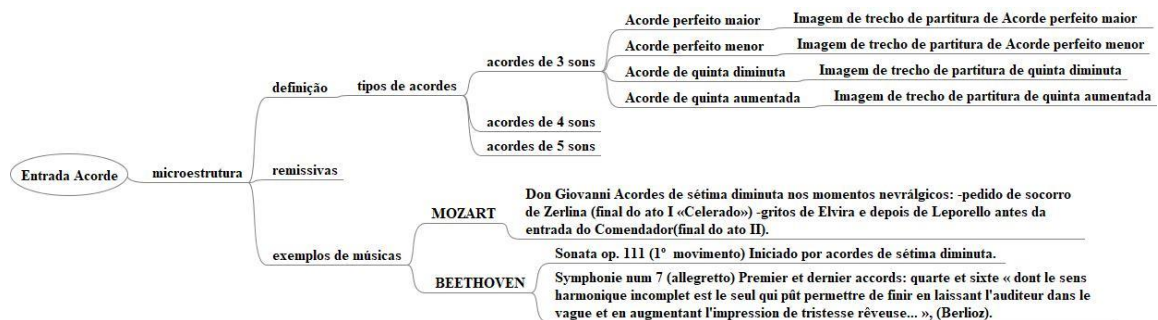 Entrada Acorde
microestrutura
definição
tipos de acordes
acordes de 3 sons
Acorde perfeito maior
Imagem de trecho de partitura de Acorde perfeito maior
Acorde perfeito menor
Imagem de trecho de partitura de Acorde perfeito menor
Acorde de quinta diminuta
Imagem de trecho de partitura de quinta diminuta
Acorde de quinta aumentada
Imagem de trecho de partitura de quinta aumentada
acordes de 4 sons
acordes de 5 sons
remissivas
exemplos de músicas
MOZART
Don Giovanni Acordes de sétima diminuta nos momentos nevrálgicos: -pedido de socorro
de Zerlina (final do ato I «Celerado») -gritos de Elvira e depois de Leporello antes da
entrada do Comendador(final do ato II).
BEETHOVEN
Sonata op. 111 (1º movimento) Iniciado por acordes de sétima diminuta.
Symphonie num 7 (allegretto) Premier et dernier accords: quarte et sixte « dont le sens
harmonique incomplet est le seul qui pût permettre de finir en laissant l'auditeur dans le
vague et en augmentant l'impression de tristesse rêveuse... », (Berlioz).